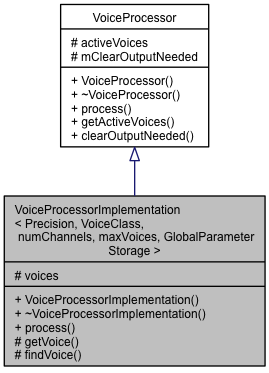 VoiceProcessor
# activeVoices
# mClearOutputNeeded
+ VoiceProcessor()
+ ~VoiceProcessor()
+ process()
+ getActiveVoices()
+ clearOutputNeeded()
VoiceProcessorImplementation
< Precision, VoiceClass,
numChannels, maxVoices, GlobalParameter
Storage >
# voices
+ VoiceProcessorImplementation()
+ ~VoiceProcessorImplementation()
+ process()
# getVoice()
# findVoice()